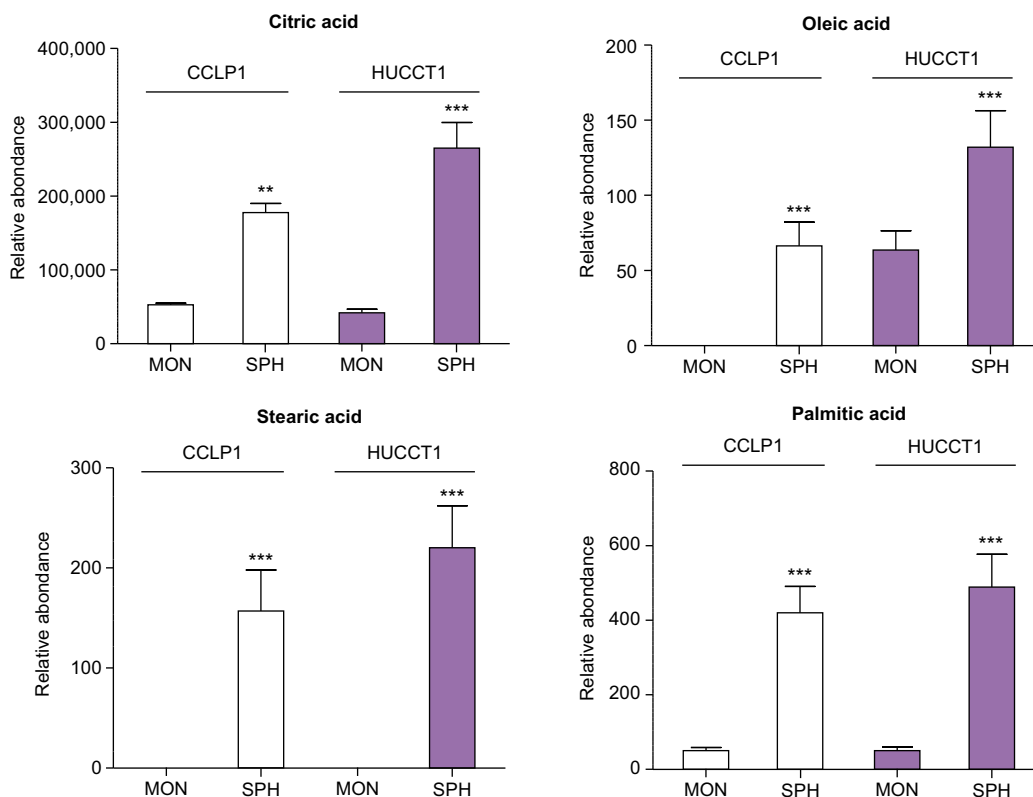 Citric acid
Relative abondance
400,000
300,000
200,000
100,000
0
CCLP1
HUCCT1
**
***
MON SPH MON SPH
Oleic acid
Relative abondance
200
150
100
50
0
CCLP1
HUCCT1
***
***
MON SPH MON SPH
Stearic acid
Relative abondance
300
200
100
0
CCLP1
HUCCT1
***
***
MON SPH MON SPH
Palmitic acid
Relative abondance
800
600
400
200
0
CCLP1
HUCCT1
***
***
MON SPH MON SPH